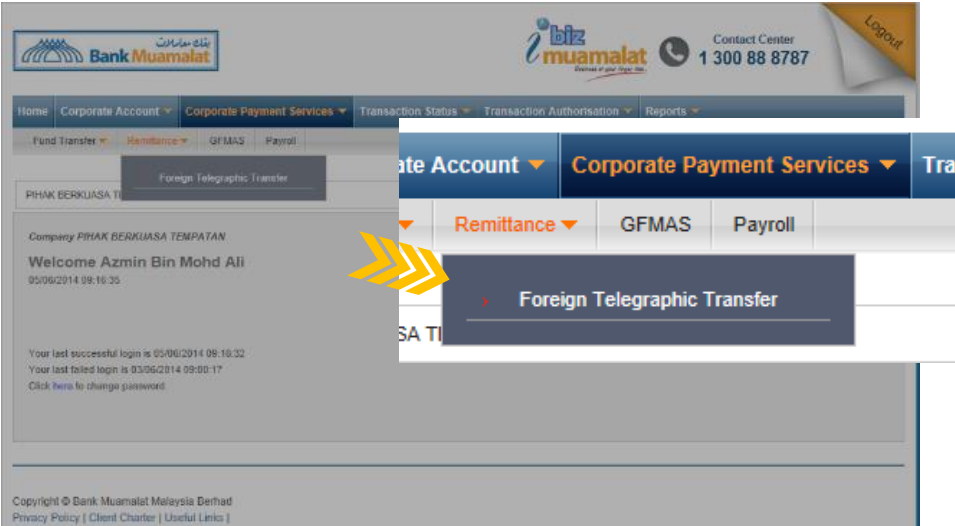 بنك معاملات
Bank Muamalat
i biz
muamalat
Contact Center
1 300 88 8787
Logout
Home Corporate Account Corporate Payment Services Transaction Status Transaction Authorisation Reports
Fund Transfer Remittance GFMAS Payroll
Foreign Telegraphic Transfer
PIHAK BERKUASA TE
Company PIHAK BERKUASA TEMPATAN
Welcome Azmin Bin Mohd Ali
05/06/2014 09:16:35
Your last successful login is 05/06/2014 09:16:32
Your last failed login is 03/06/2014 09:00:17
Click here to change password
ate Account Corporate Payment Services Tra
Remittance GFMAS Payroll
Foreign Telegraphic Transfer
SA TE
Copyright © Bank Muamalat Malaysia Berhad
Privacy Policy | Client Charter | Useful Links |